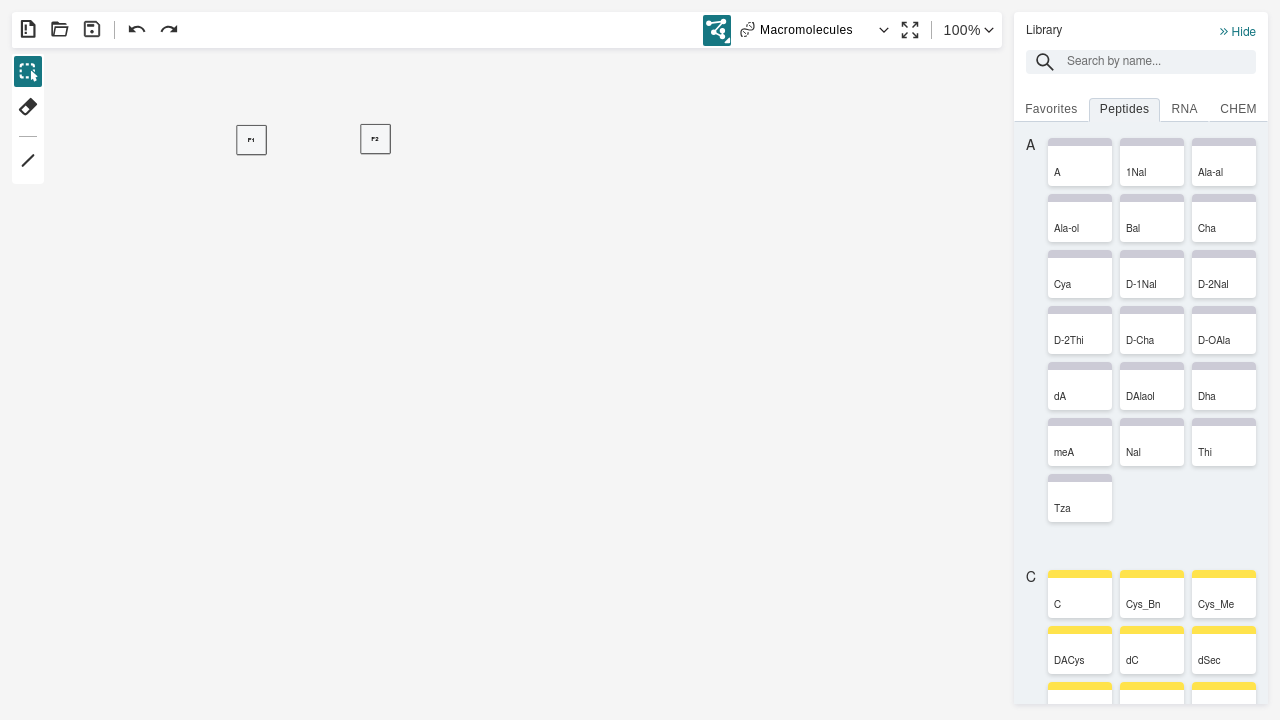 Macromolecules
100%
Library
Hide
Search by name...
Favorites
Peptides
RNA
CHEM
F1
F2
A
A
1Nal
Ala-al
Ala-ol
Bal
Cha
Cya
D-1Nal
D-2Nal
D-2Thi
D-Cha
D-OAla
dA
DAlaol
Dha
meA
Nal
Thi
Tza
C
C
Cys_Bn
Cys_Me
DACys
dC
dSec